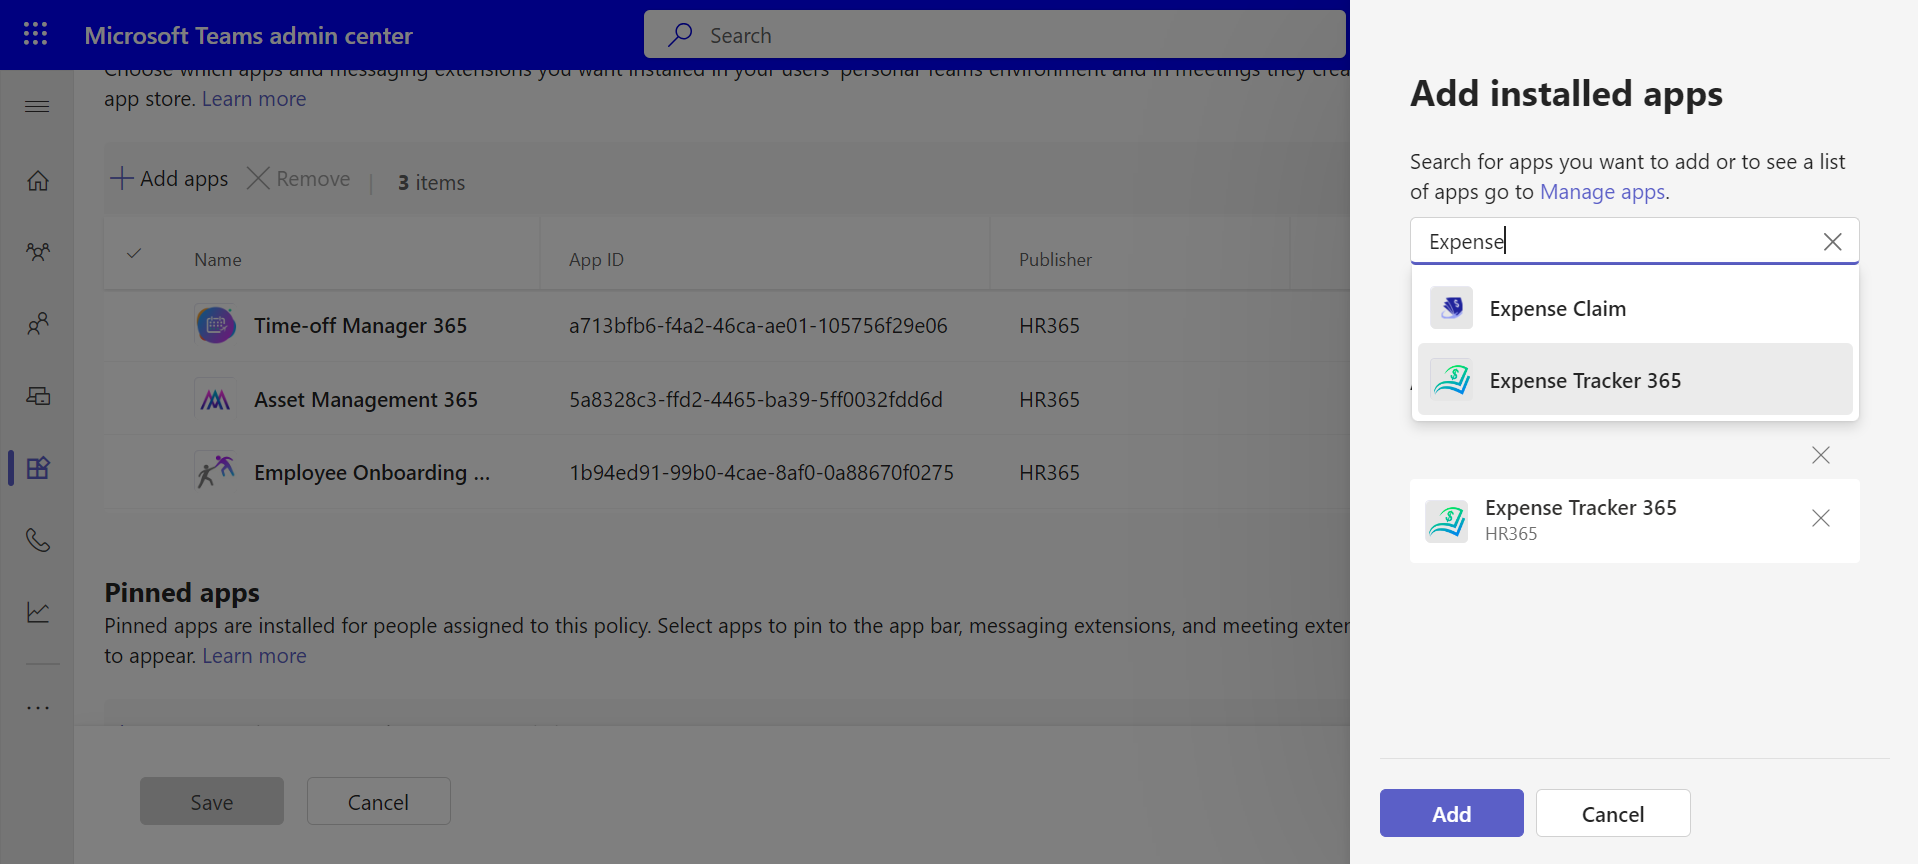 Microsoft Teams admin center
Search
Choose which apps and messaging extensions you want installed in your users' personal Teams environment and in meetings they crea
app store. Learn more
Add apps
Remove
3 items
Name
App ID
Publisher
Time-off Manager 365
a713bfb6-f4a2-46ca-ae01-105756f29e06
HR365
Asset Management 365
5a8328c3-ffd2-4465-ba39-5ff0032fdd6d
HR365
Employee Onboarding ...
1b94ed91-99b0-4cae-8af0-0a88670f0275
HR365
Pinned apps
Pinned apps are installed for people assigned to this policy. Select apps to pin to the app bar, messaging extensions, and meeting exten
to appear. Learn more
Save
Cancel
Add installed apps
Search for apps you want to add or to see a list
of apps go to Manage apps.
Expense
Expense Claim
Expense Tracker 365
Expense Tracker 365
HR365
Add
Cancel